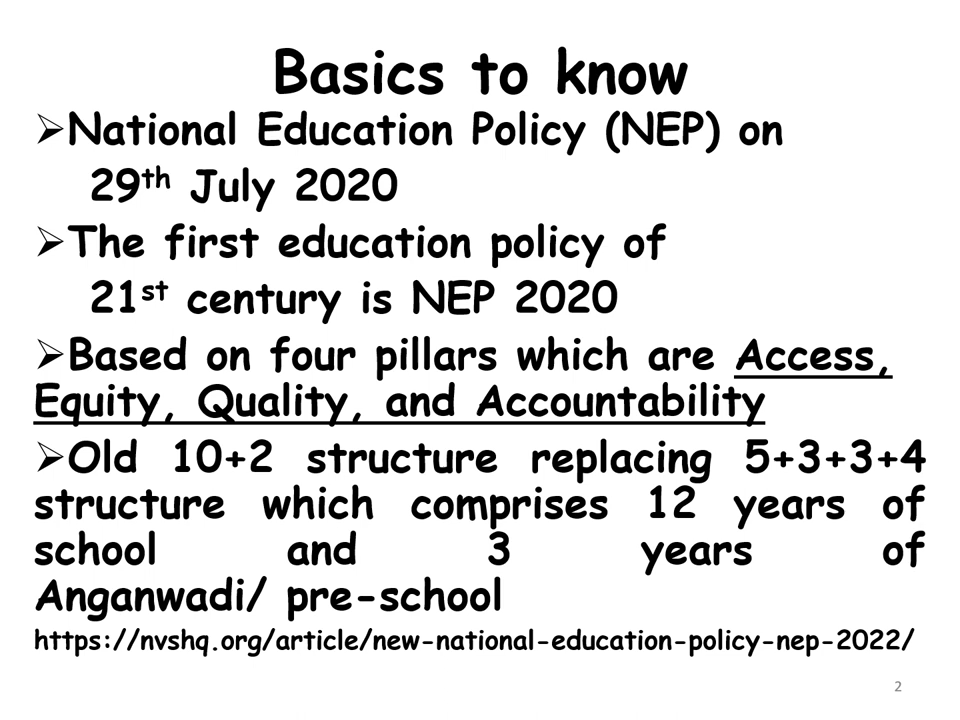 Basics to know
➢National Education Policy (NEP) on
29th July 2020
➢The first education policy of
21st century is NEP 2020
➢Based on four pillars which are Access,
Equity, Quality, and Accountability
➢Old 10+2 structure replacing 5+3+3+4
structure which comprises 12 years of
school and 3 years of
Anganwadi/ pre-school
https://nvshq.org/article/new-national-education-policy-nep-2022/
2